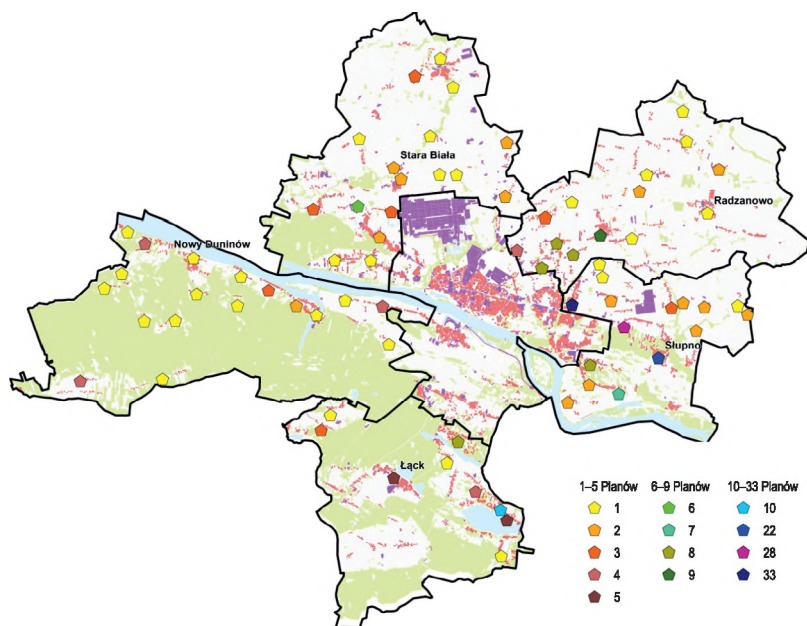 Stara Biała
Radzanowo
Nowy Duninów
Słupno
Łąck
1–5 Planów 6–9 Planów 10–33 Planów
1 6 10
2 7 22
3 8 28
4 9 33
5